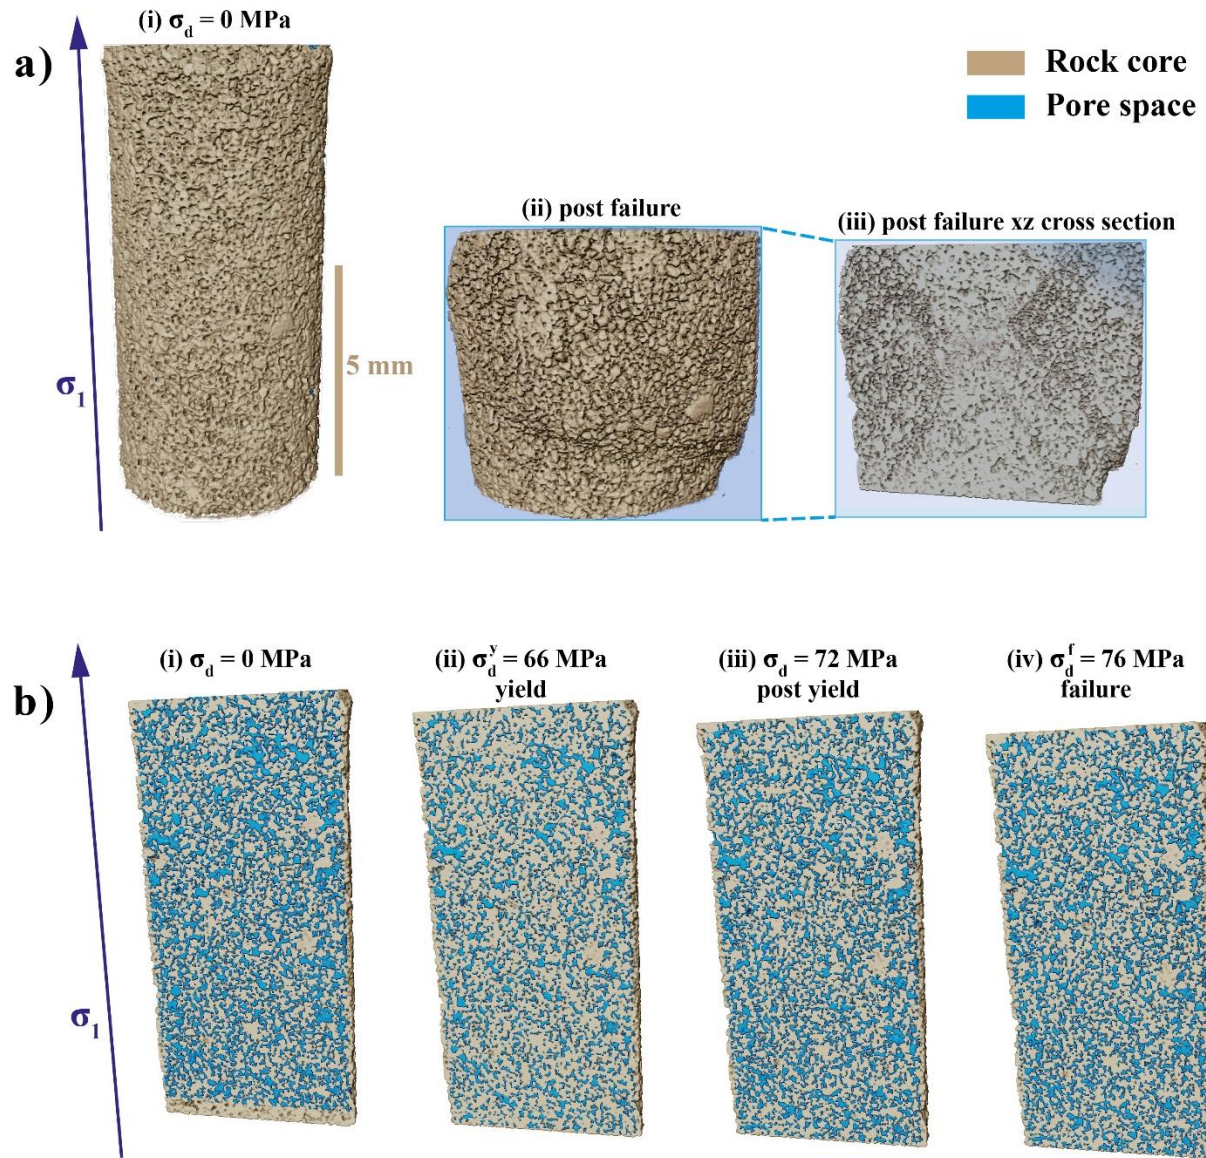 a)
(i) σd = 0 MPa
Rock core
Pore space
(ii) post failure
(iii) post failure xz cross section
5 mm
σ1
b)
(i) σd = 0 MPa
(ii) σdy = 66 MPa
yield
(iii) σd = 72 MPa
post yield
(iv) σdf = 76 MPa
failure
σ1